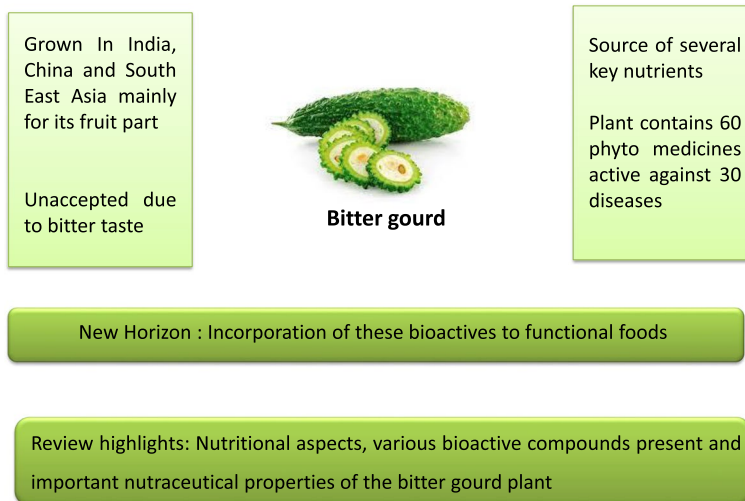 Grown In India,
China and South
East Asia mainly
for its fruit part
Unaccepted due
to bitter taste
Bitter gourd
Source of several
key nutrients
Plant contains 60
phyto medicines
active against 30
diseases
New Horizon : Incorporation of these bioactives to functional foods
Review highlights: Nutritional aspects, various bioactive compounds present and
important nutraceutical properties of the bitter gourd plant